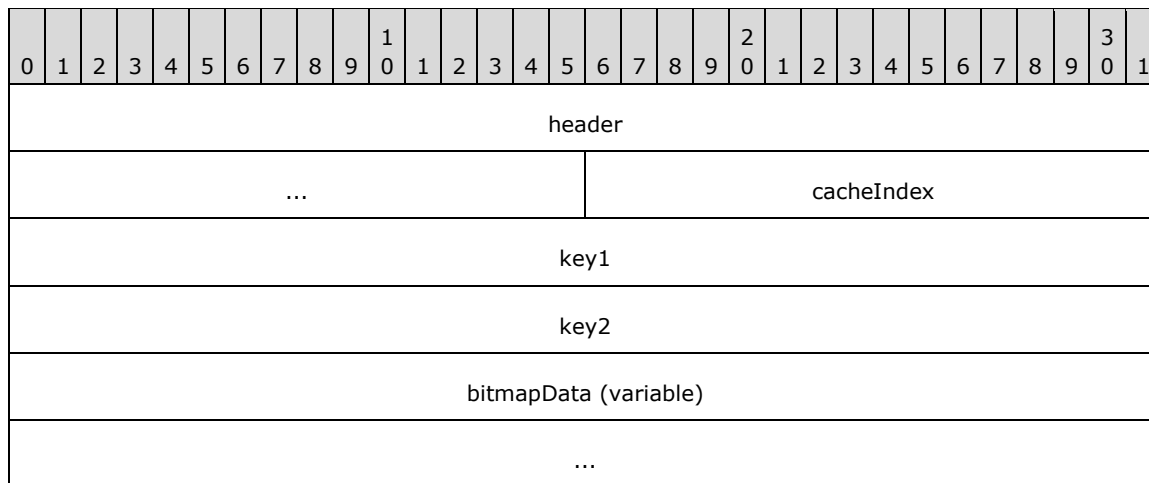 1 2 3
0 1 2 3 4 5 6 7 8 9 0 1 2 3 4 5 6 7 8 9 0 1 2 3 4 5 6 7 8 9 0 1
header
... cacheIndex
key1
key2
bitmapData (variable)
...